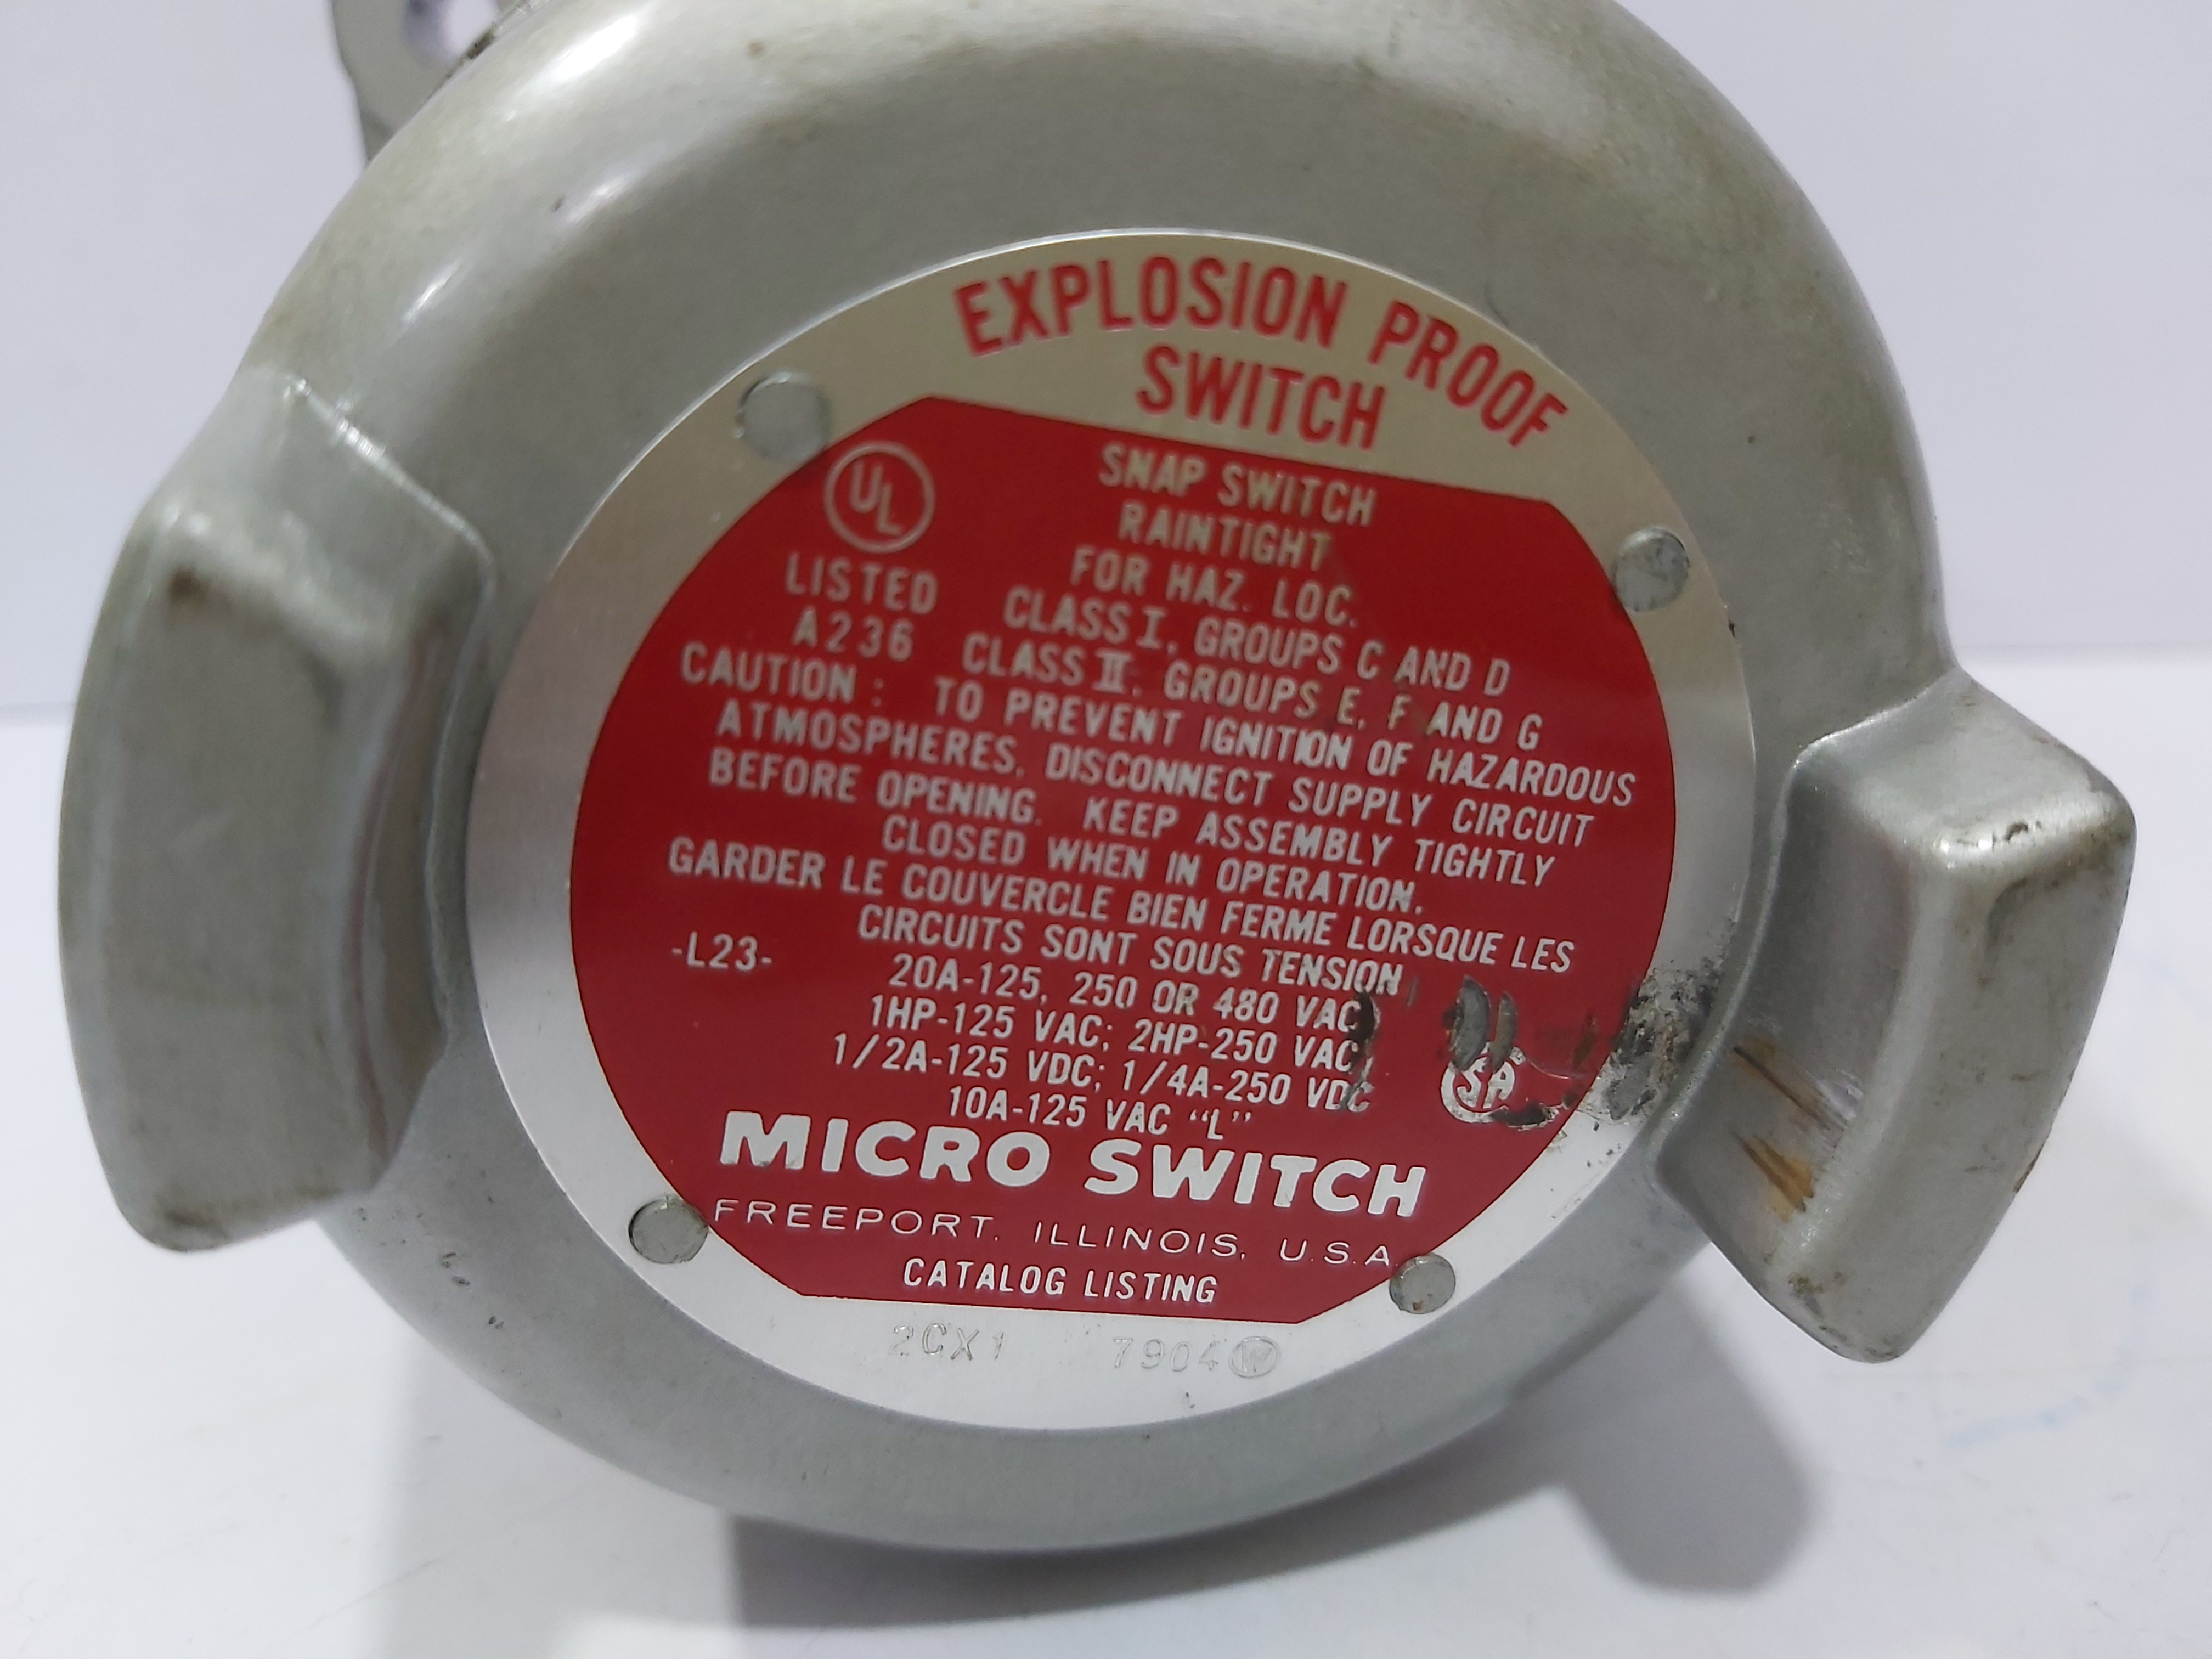 EXPLOSION PROOF
SWITCH
UL
LISTED
A236
SNAP SWITCH
RAINTIGHT
FOR HAZ. LOC.
CLASS I, GROUPS C AND D
CLASS II, GROUPS E, F AND G
CAUTION: TO PREVENT IGNITION OF HAZARDOUS
ATMOSPHERES, DISCONNECT SUPPLY CIRCUIT
BEFORE OPENING. KEEP ASSEMBLY TIGHTLY
CLOSED WHEN IN OPERATION.
GARDER LE COUVERCLE BIEN FERME LORSQUE LES
CIRCUITS SONT SOUS TENSION
-L23-
20A-125, 250 OR 480 VAC
1HP-125 VAC; 2HP-250 VAC;
1/2A-125 VDC; 1/4A-250 VDC
10A-125 VAC "L"
SA
MICRO SWITCH
FREEPORT, ILLINOIS, U.S.A.
CATALOG LISTING
2CX1 7904 W